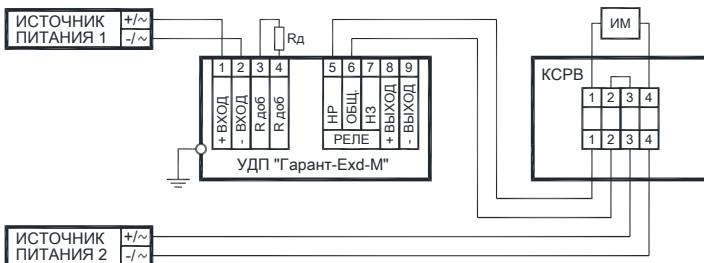 ИСТОЧНИК +/~
ПИТАНИЯ 1 -/~
Rд
ИМ
1 2 3 4 5 6 7 8 9
+ ВХОД
- ВХОД
R доб
R доб
НР
ОБЩ.
НЗ
РЕЛЕ
+ ВЫХОД
- ВЫХОД
УДП "Гарант-Exd-М"
КСРВ
1 2 3 4
1 2 3 4
ИСТОЧНИК +/~
ПИТАНИЯ 2 -/~